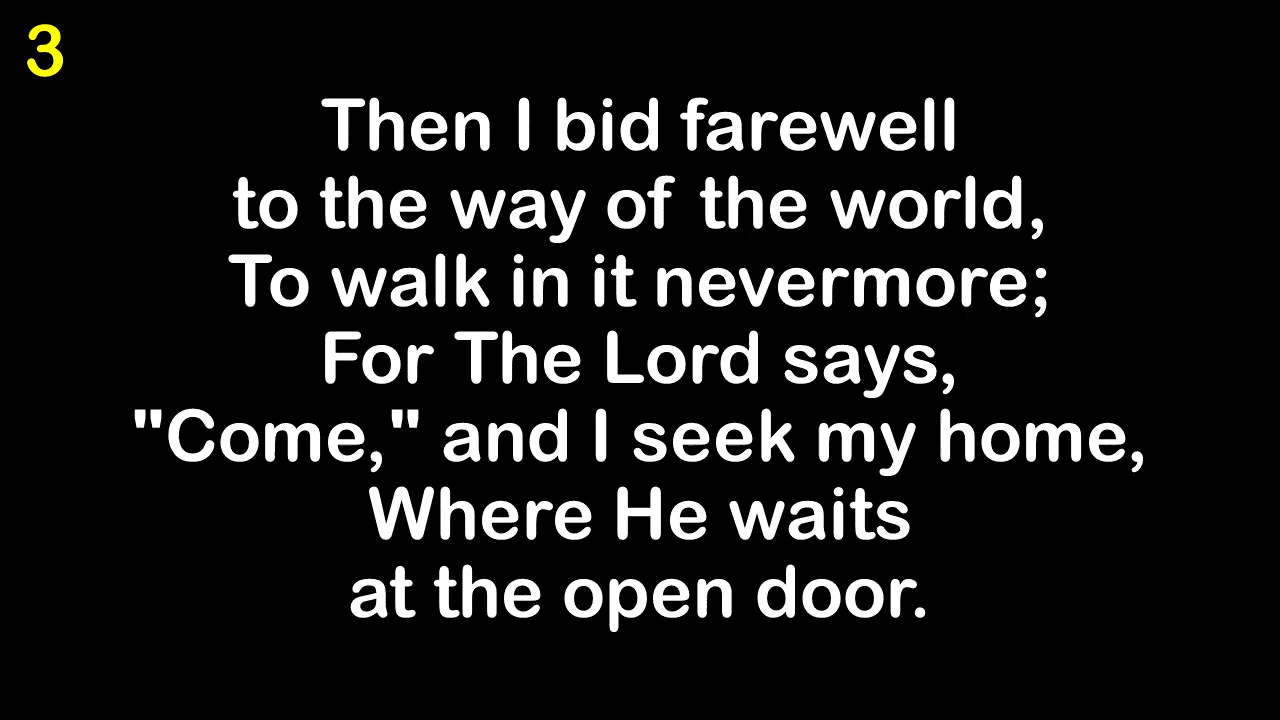 3
Then I bid farewell
to the way of the world,
To walk in it nevermore;
For The Lord says,
"Come," and I seek my home,
Where He waits
at the open door.